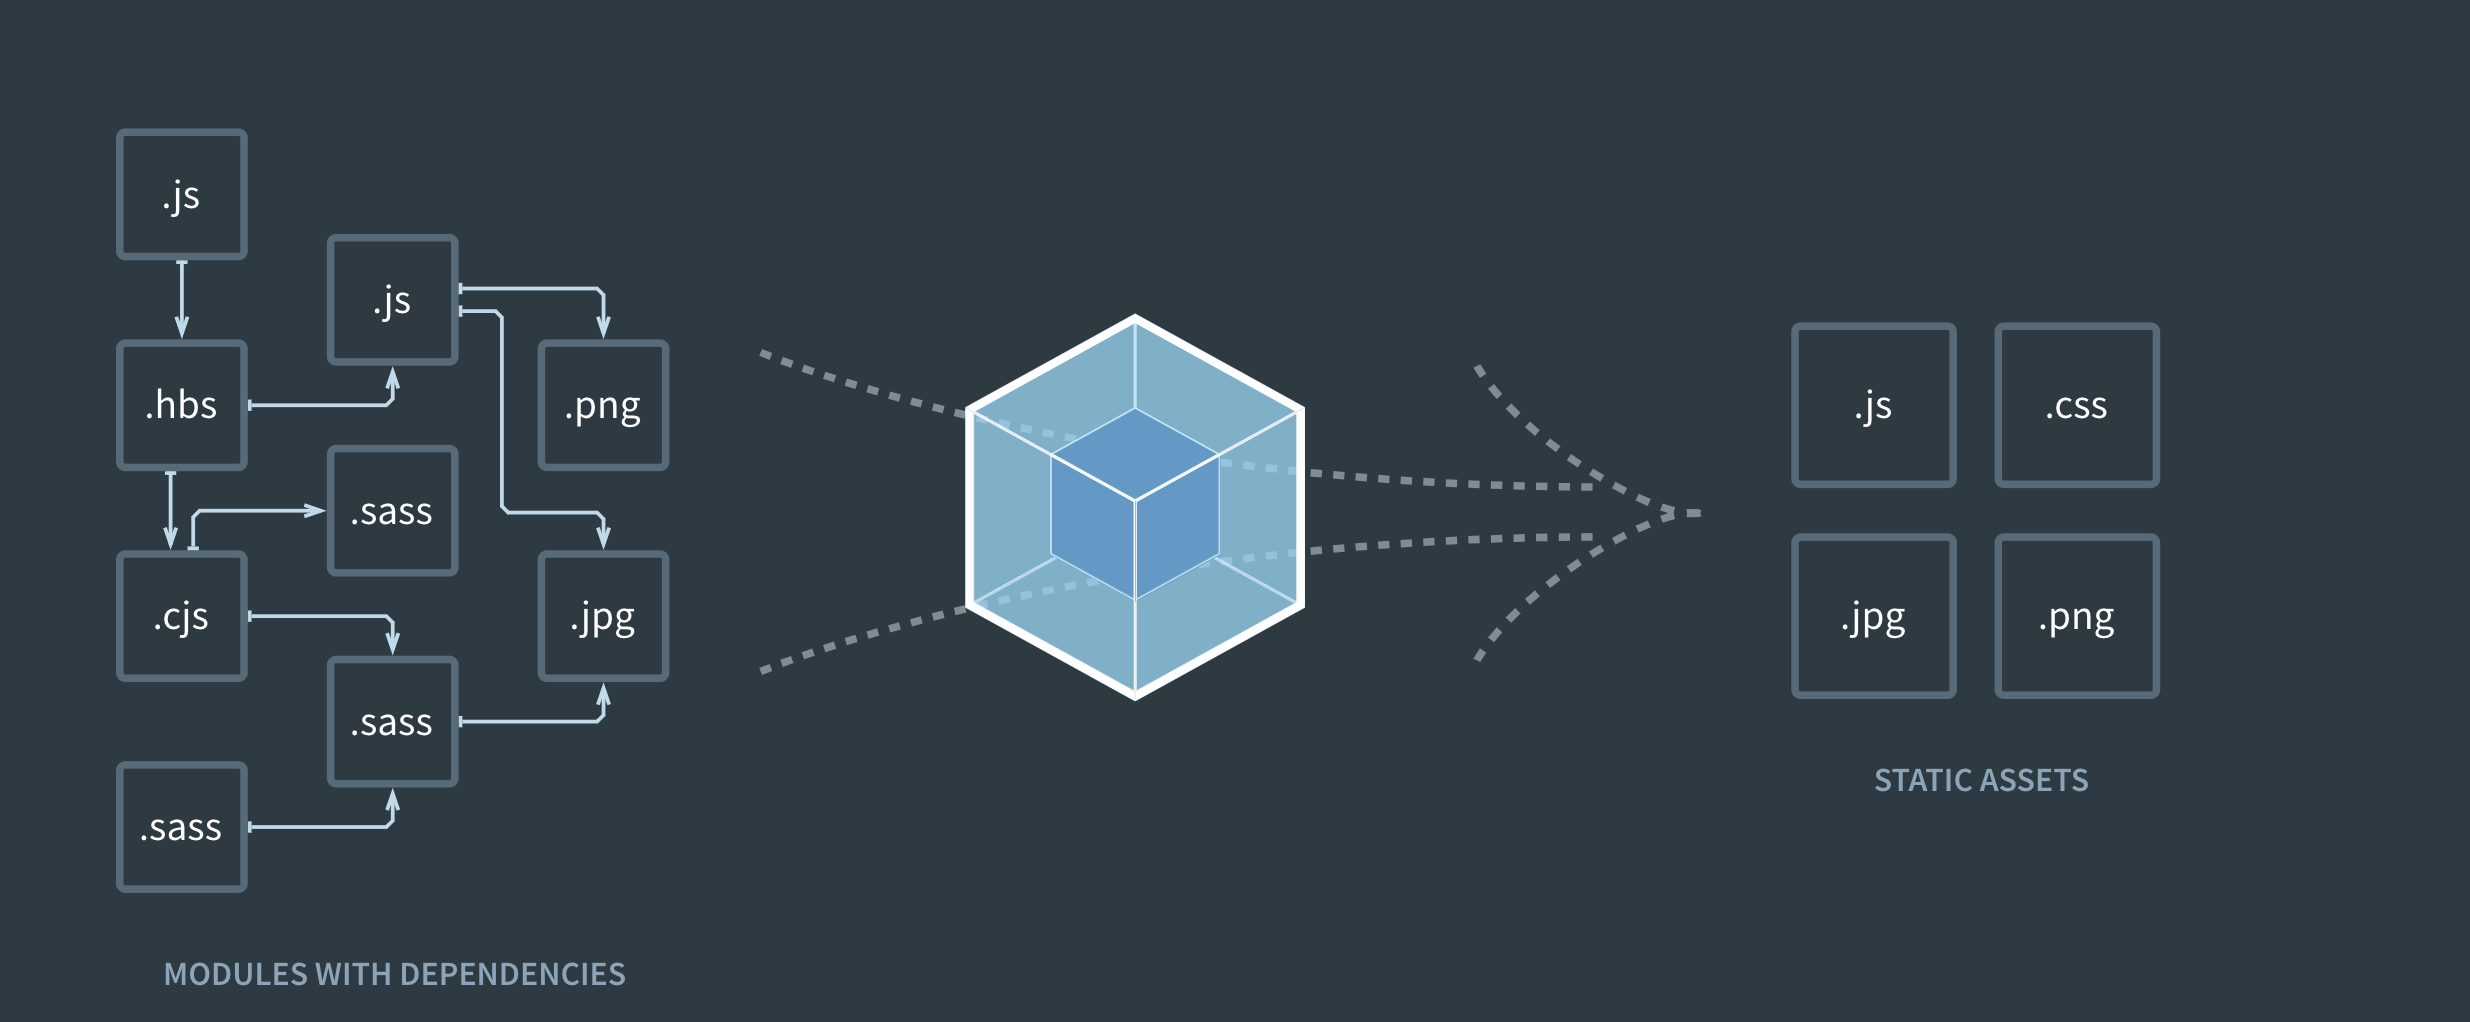 .js
.js
.hbs
.png
.sass
.cjs
.jpg
.sass
.sass
MODULES WITH DEPENDENCIES
.js
.css
.jpg
.png
STATIC ASSETS